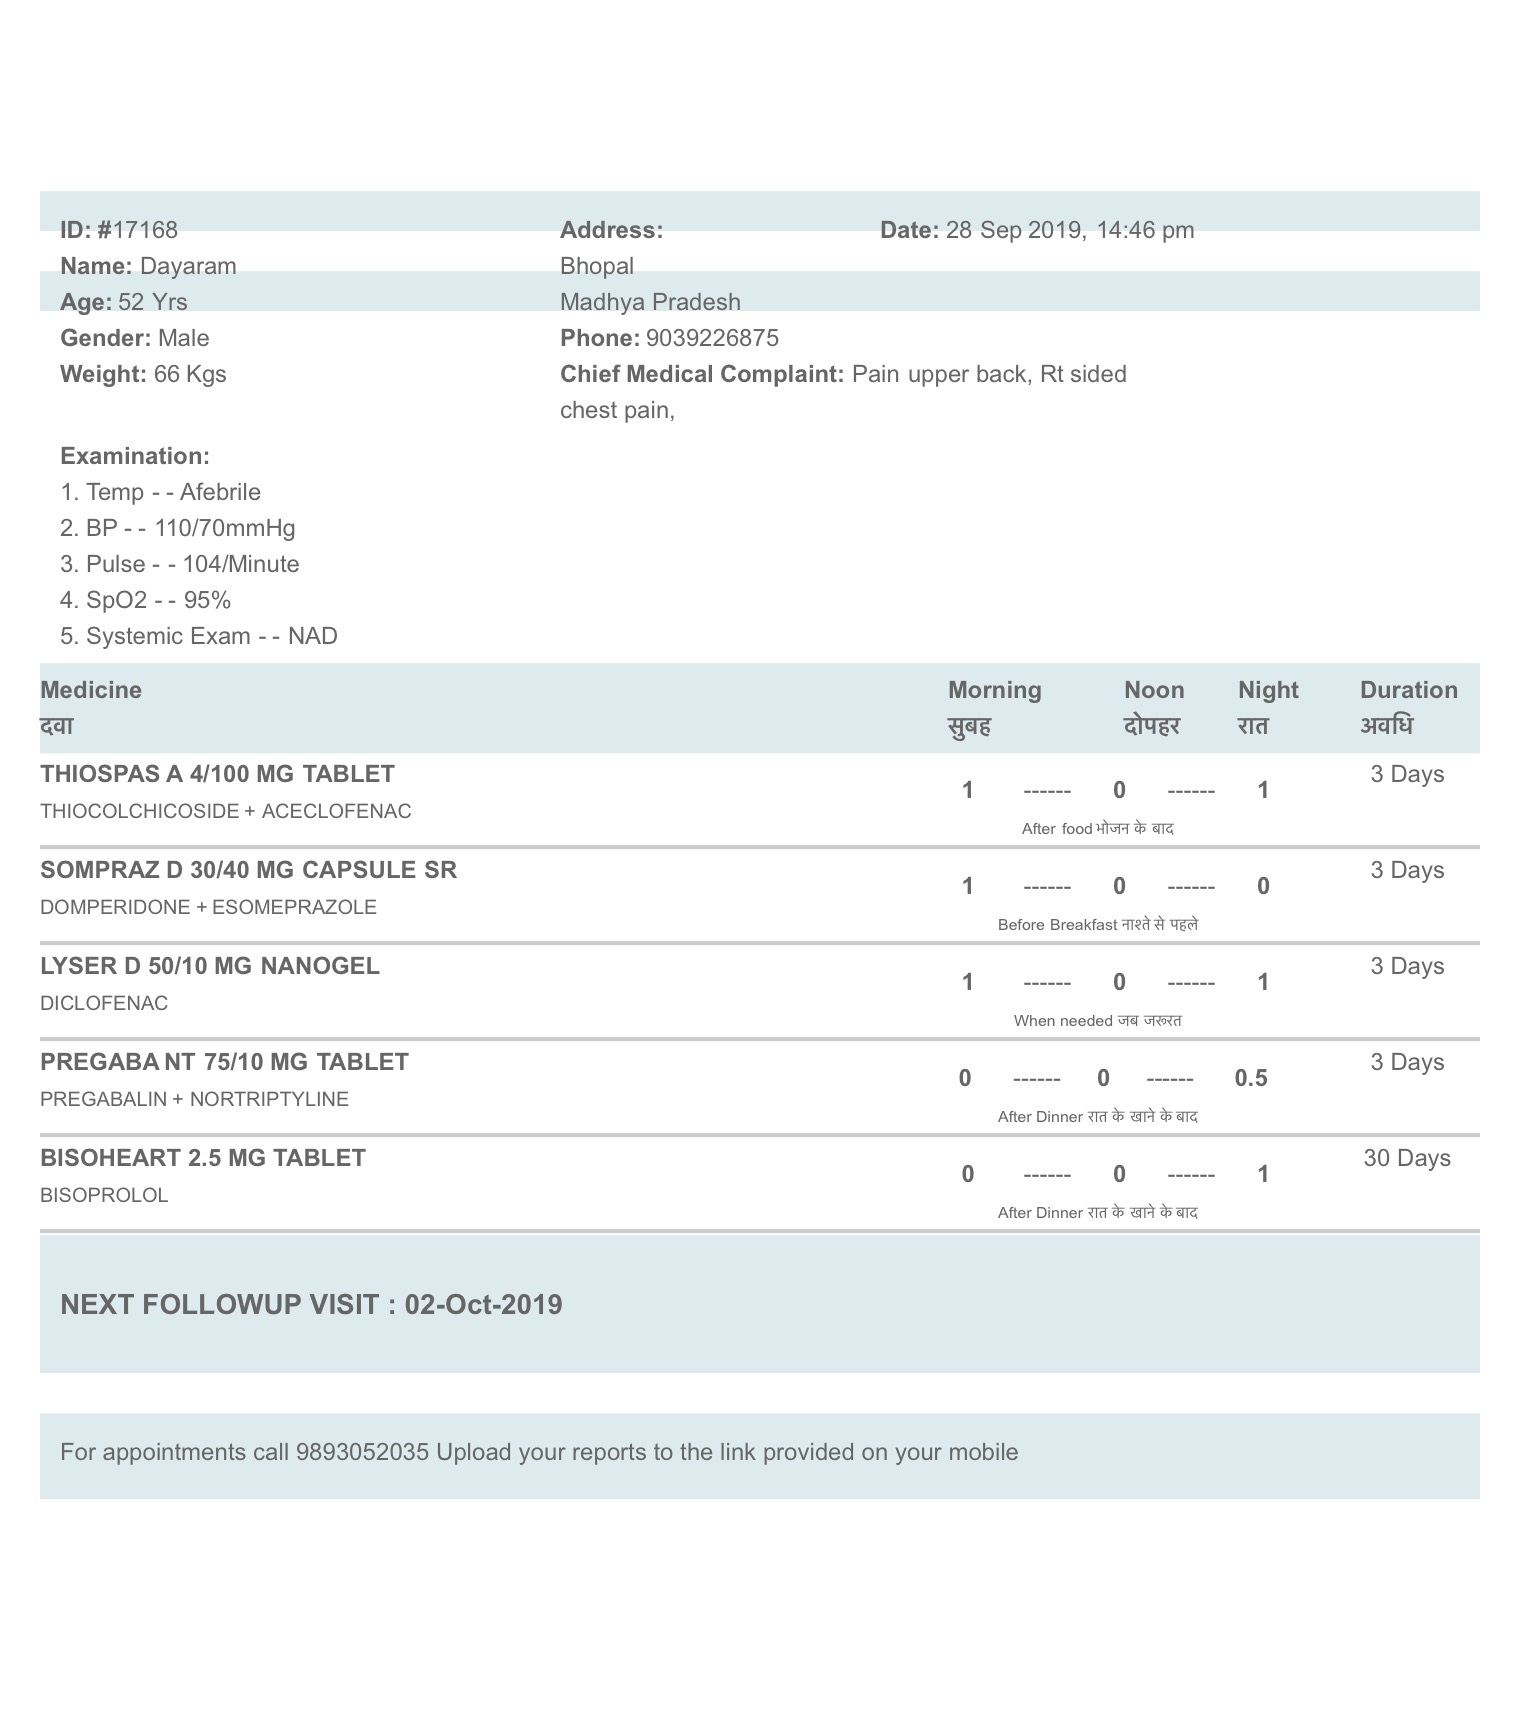 ID: #17168 Address: Date: 28 Sep 2019, 14:46 pm
Name: Dayaram Bhopal
Age: 52 Yrs Madhya Pradesh
Gender: Male Phone: 9039226875
Weight: 66 Kgs Chief Medical Complaint: Pain upper back, Rt sided
chest pain,
Examination:
1. Temp - - Afebrile
2. BP - - 110/70mmHg
3. Pulse - - 104/Minute
4. SpO2 - - 95%
5. Systemic Exam - - NAD
Medicine Morning Noon Night Duration
दवा सुबह दोपहर रात अवधि
THIOSPAS A 4/100 MG TABLET 3 Days
1 ------ 0 ------ 1
THIOCOLCHICOSIDE + ACECLOFENAC
After food भोजन के बाद
SOMPRAZ D 30/40 MG CAPSULE SR 3 Days
1 ------ 0 ------ 0
DOMPERIDONE + ESOMEPRAZOLE
Before Breakfast नाश्ते से पहले
LYSER D 50/10 MG NANOGEL 3 Days
1 ------ 0 ------ 1
DICLOFENAC
When needed जब जरूरत
PREGABA NT 75/10 MG TABLET 3 Days
0 ------ 0 ------ 0.5
PREGABALIN + NORTRIPTYLINE
After Dinner रात के खाने के बाद
BISOHEART 2.5 MG TABLET 30 Days
0 ------ 0 ------ 1
BISOPROLOL
After Dinner रात के खाने के बाद
NEXT FOLLOWUP VISIT : 02-Oct-2019
For appointments call 9893052035 Upload your reports to the link provided on your mobile